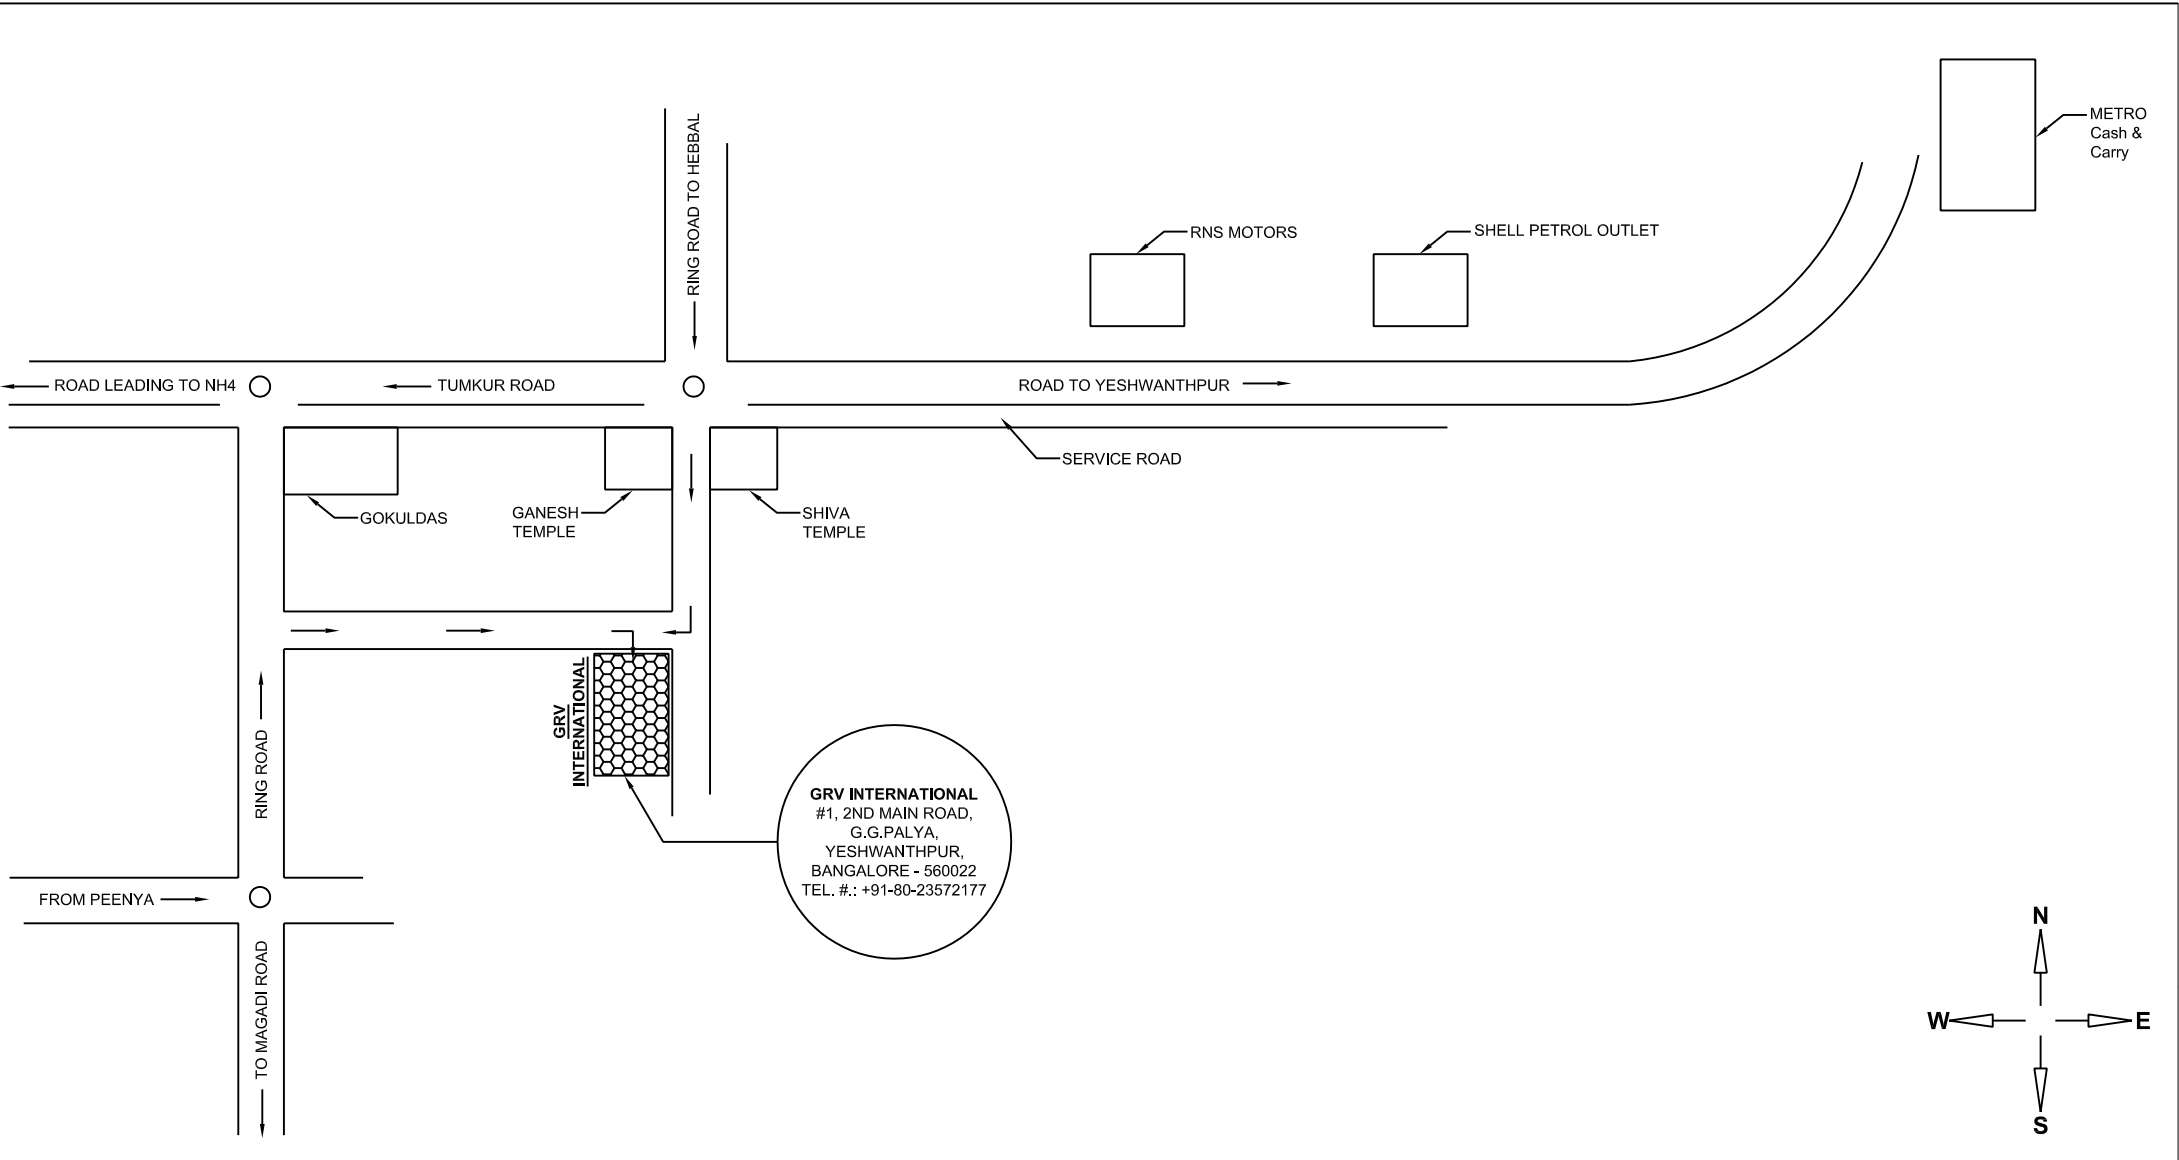 METRO
Cash &
Carry
RING ROAD TO HEBBAL
RNS MOTORS
SHELL PETROL OUTLET
ROAD LEADING TO NH4
TUMKUR ROAD
ROAD TO YESHWANTHPUR
SERVICE ROAD
GOKULDAS
GANESH
TEMPLE
SHIVA
TEMPLE
GRV
INTERNATIONAL
RING ROAD
GRV INTERNATIONAL
#1, 2ND MAIN ROAD,
G.G.PALYA,
YESHWANTHPUR,
BANGALORE - 560022
TEL. #.: +91-80-23572177
FROM PEENYA
TO MAGADI ROAD
N
W
E
S